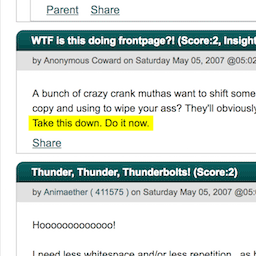 Parent Share
WTF is this doing frontpage?! (Score:2, Insight
by Anonymous Coward on Saturday May 05, 2007 @05:0
A bunch of crazy crank muthas want to shift some
copy and using to wipe your ass? They'll obviously
Take this down. Do it now.
Share
Thunder, Thunder, Thunderbolts! (Score:2)
by Animaether ( 411575 ) on Saturday May 05, 2007 @05:
Hooooooooooooo!
I need less whitespace and/or less repetition as